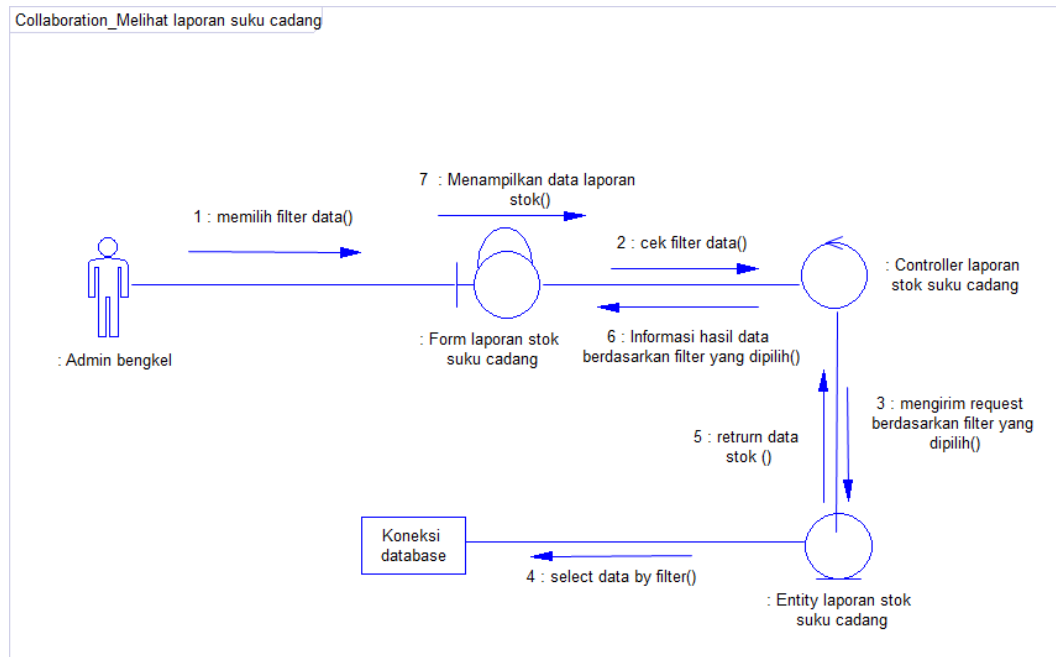 Collaboration_Melihat laporan suku cadang
7 : Menampilkan data laporan
stok()
1 : memilih filter data()
2 : cek filter data()
: Controller laporan
stok suku cadang
: Admin bengkel
: Form laporan stok
suku cadang
6 : Informasi hasil data
berdasarkan filter yang dipilih()
3 : mengirim request
berdasarkan filter yang
dipilih()
5 : retrurn data
stok ()
Koneksi
database
4 : select data by filter()
: Entity laporan stok
suku cadang